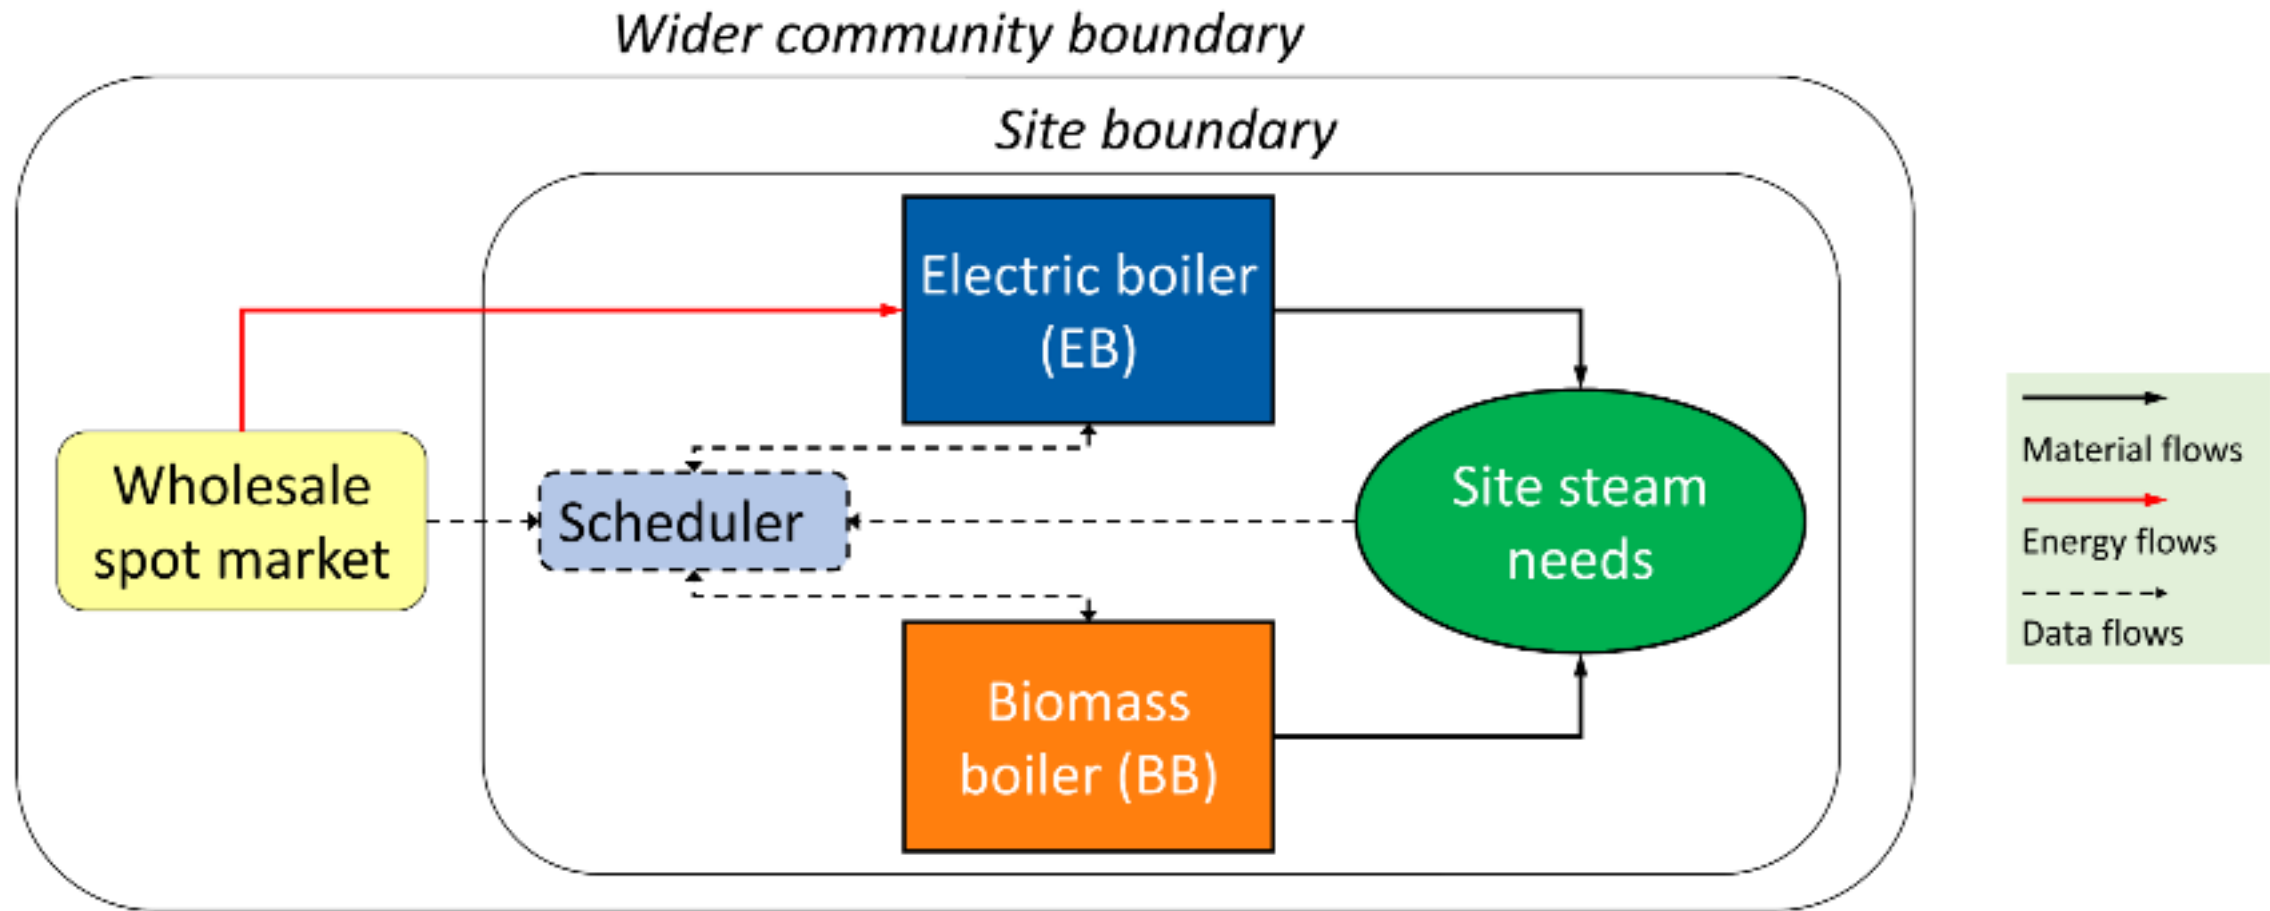 Wider community boundary
Site boundary
Electric boiler
(EB)
Wholesale
spot market
Scheduler
Site steam
needs
Biomass
boiler (BB)
Material flows
Energy flows
Data flows